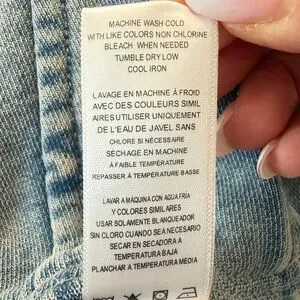 MACHINE WASH COLD
WITH LIKE COLORS NON CHLORINE
BLEACH WHEN NEEDED
TUMBLE DRY LOW
COOL IRON
LAVAGE EN MACHINE À FROID
AVEC DES COULEURS SIMIL
AIRES UTILISER UNIQUEMENT
DE L'EAU DE JAVEL SANS
CHLORE SI NÉCESSAIRE
SÉCHAGE EN MACHINE
A FAIBLE TEMPÉRATURE
REPASSER À TEMPÉRATURE BASSE
LAVAR A MAQUINA CON AGUA FRÍA
Y COLORES SIMILARES
USAR SOLAMENTE BLANQUEADOR
SIN CLORO CUANDO SEA NECESARIO
SECAR EN SECADORA A
TEMPERATURA BAJA
PLANCHAR A TEMPERATURA MEDIA